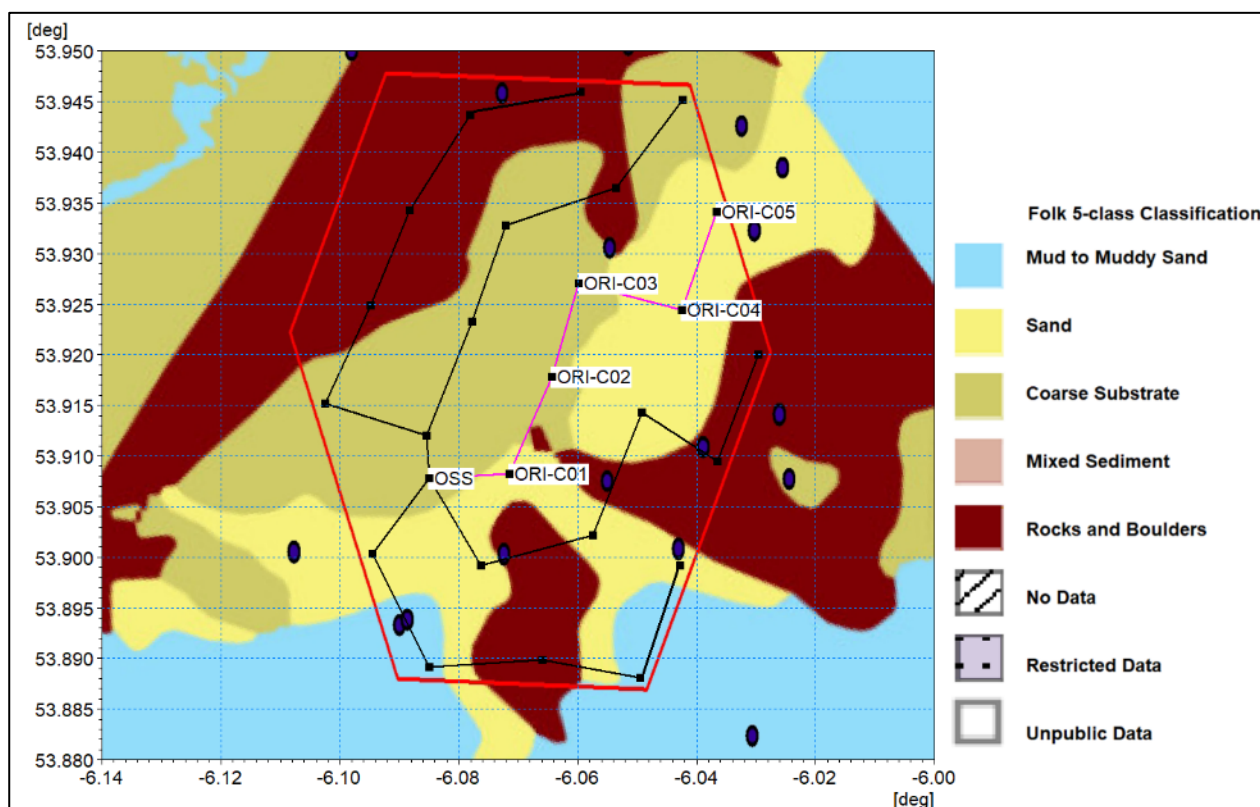 [deg]
53.950
53.945
53.940
53.935
53.930
53.925
53.920
53.915
53.910
53.905
53.900
53.895
53.890
53.885
53.880
-6.14
-6.12
-6.10
-6.08
-6.06
-6.04
-6.02
-6.00
[deg]
ORI-C05
ORI-C03
ORI-C04
ORI-C02
OSS
ORI-C01
Folk 5-class Classification
Mud to Muddy Sand
Sand
Coarse Substrate
Mixed Sediment
Rocks and Boulders
No Data
Restricted Data
Unpublic Data